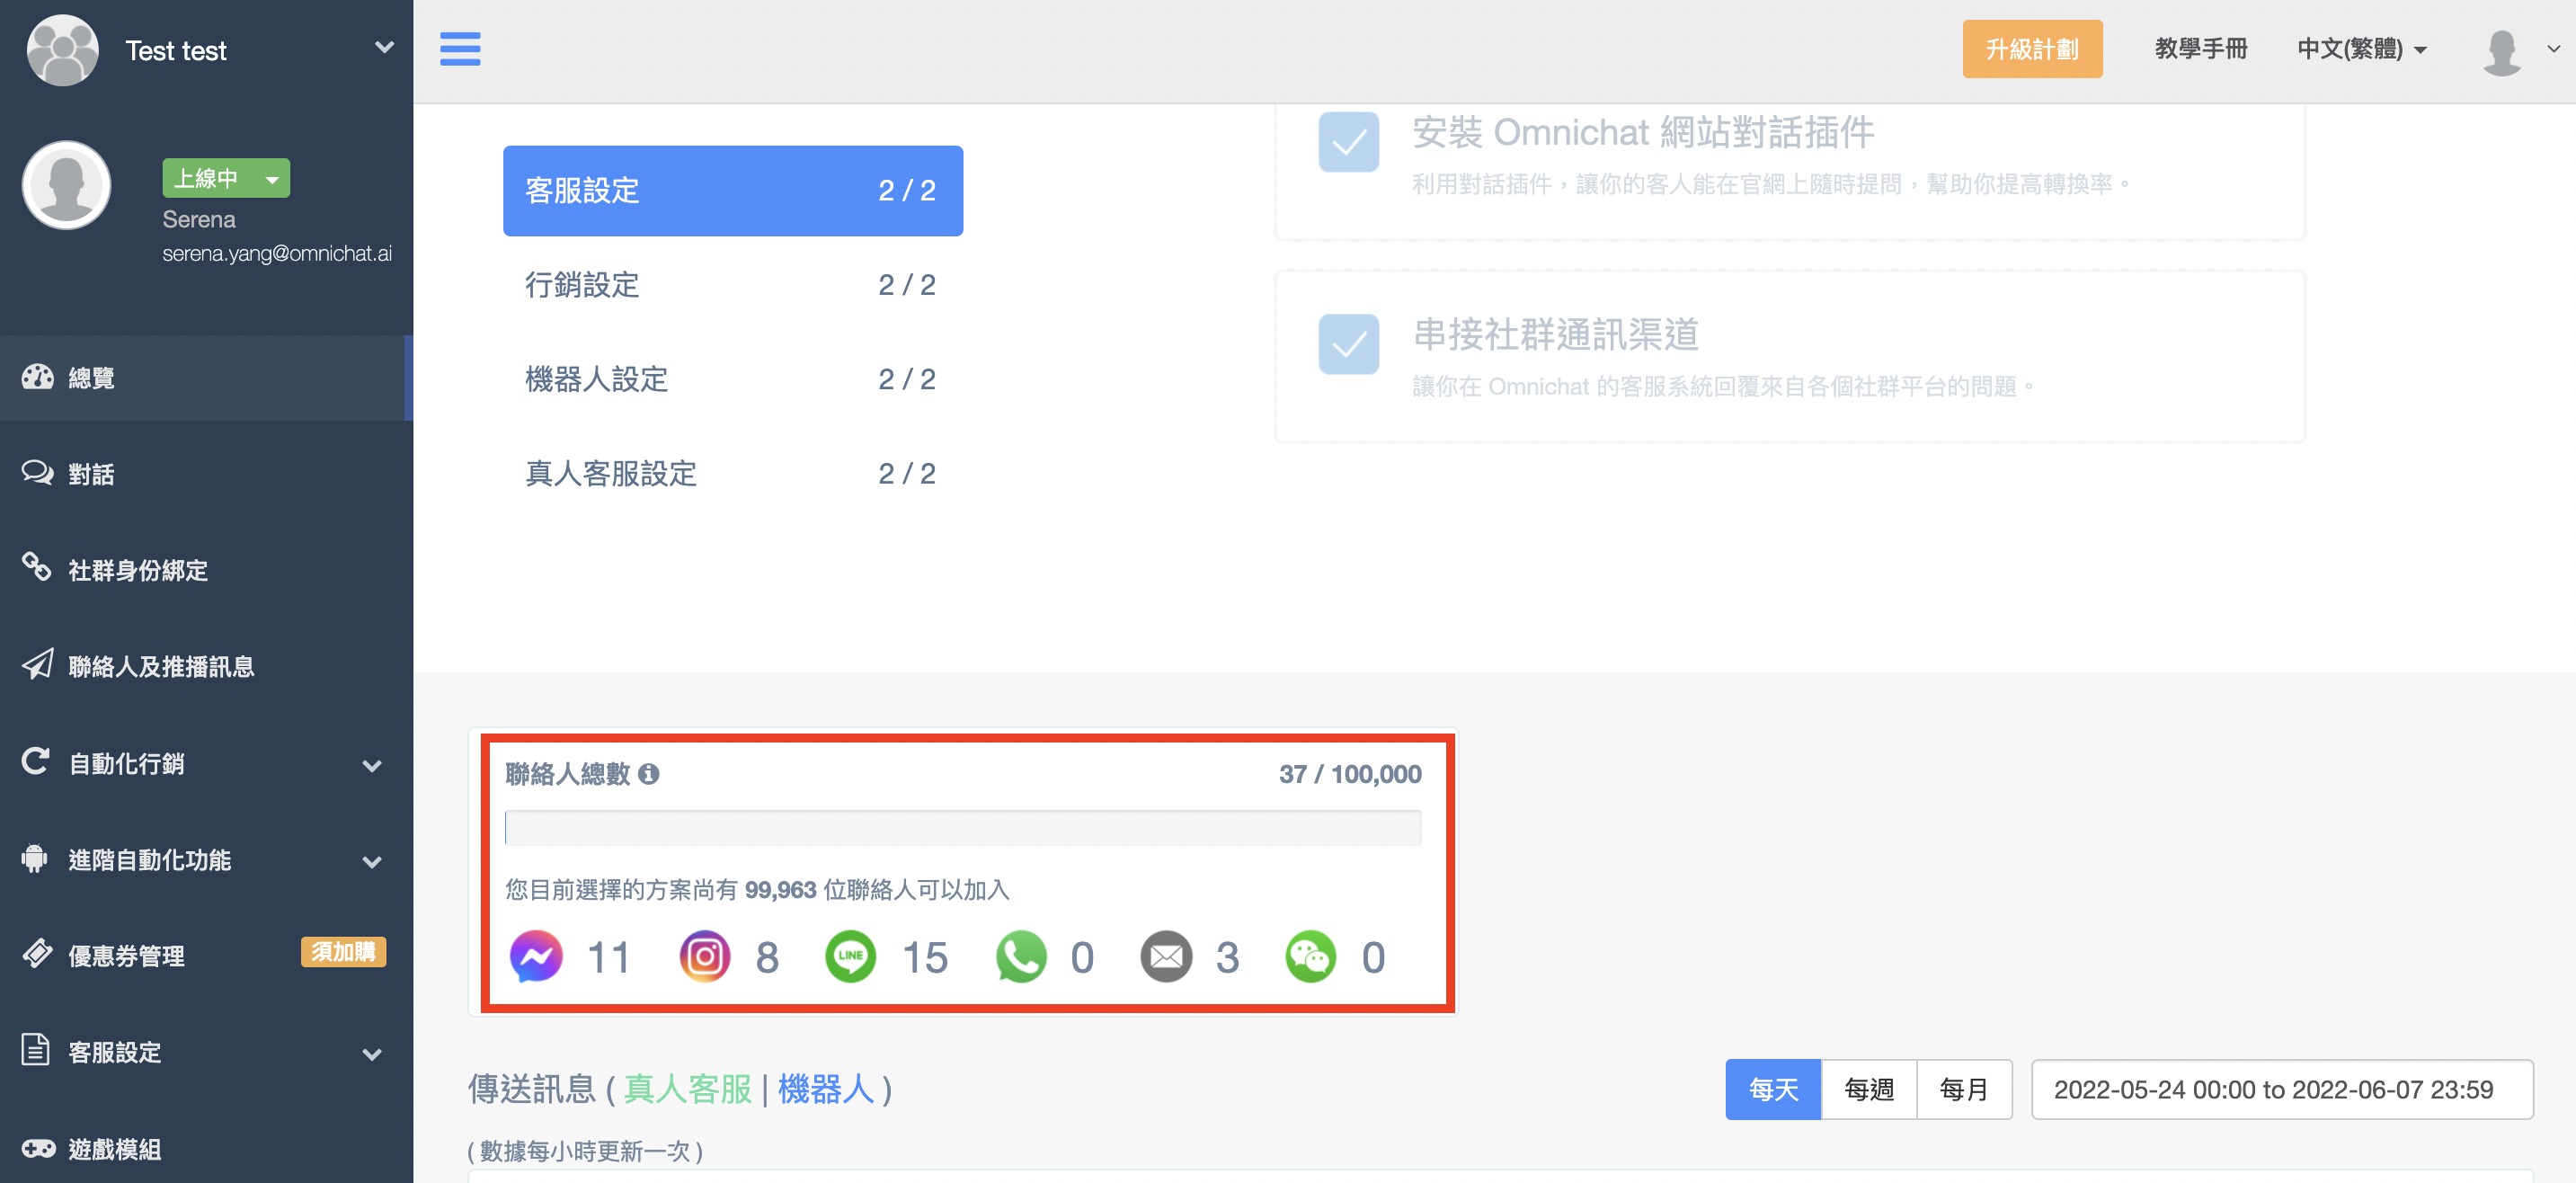 Test test
上線中
Serena
serena.yang@omnichat.ai
總覽
對話
社群身份綁定
聯絡人及推播訊息
自動化行銷
進階自動化功能
優惠券管理 須加購
客服設定
遊戲模組
升級計劃 教學手冊 中文(繁體)
客服設定 2 / 2
行銷設定 2 / 2
機器人設定 2 / 2
真人客服設定 2 / 2
安裝 Omnichat 網站對話插件
利用對話插件，讓你的客人能在官網上隨時提問，幫助你提高轉換率。
串接社群通訊渠道
讓你在 Omnichat 的客服系統回覆來自各個社群平台的問題。
聯絡人總數 37 / 100,000
您目前選擇的方案尚有 99,963 位聯絡人可以加入
11 8 LINE 15 0 3 0
傳送訊息 ( 真人客服 | 機器人 )
每天 每週 每月 2022-05-24 00:00 to 2022-06-07 23:59
( 數據每小時更新一次 )